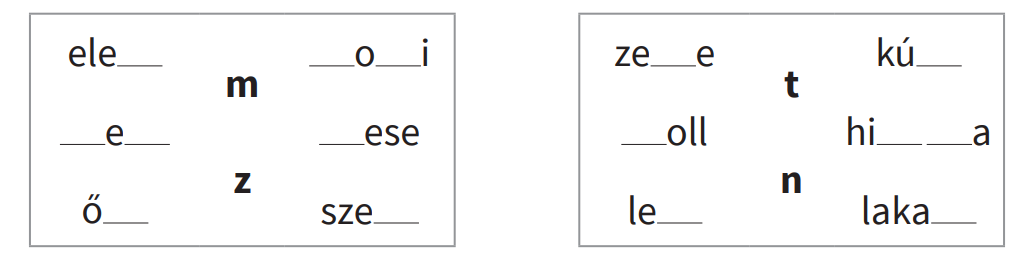 ele___ ___o___i
m
___e___ ___ese
z
ő___ sze___
ze___e kú___
t
___oll hi___ ___a
n
le___ laka___